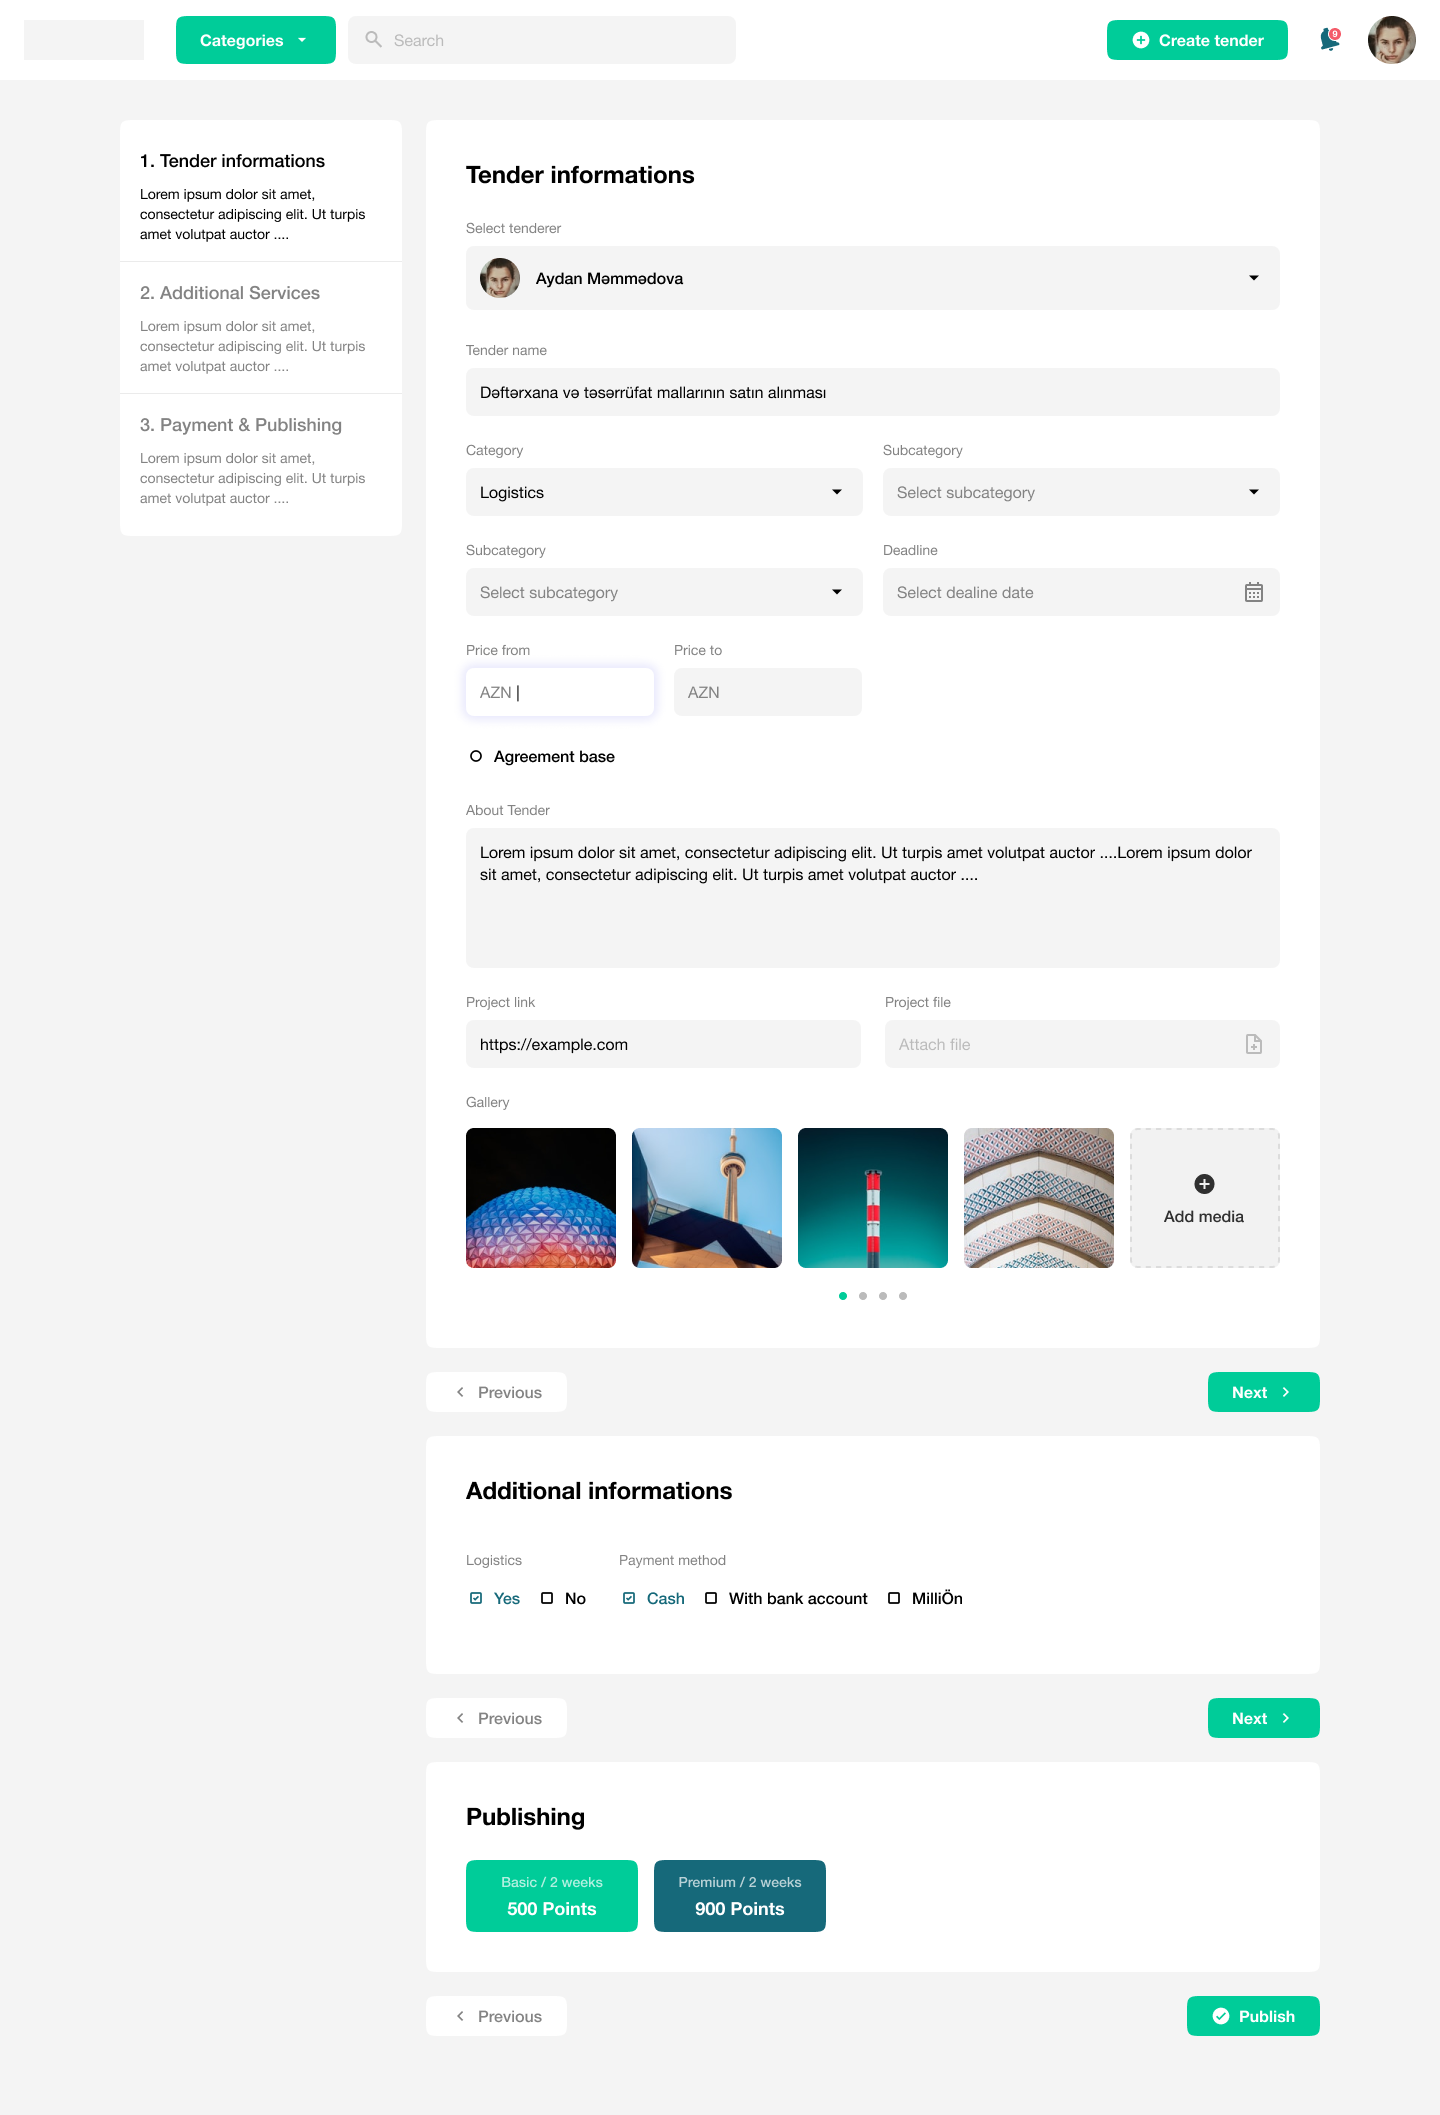 Categories
Search
Create tender
9
1. Tender informations
Lorem ipsum dolor sit amet,
consectetur adipiscing elit. Ut turpis
amet volutpat auctor ....
2. Additional Services
Lorem ipsum dolor sit amet,
consectetur adipiscing elit. Ut turpis
amet volutpat auctor ....
3. Payment & Publishing
Lorem ipsum dolor sit amet,
consectetur adipiscing elit. Ut turpis
amet volutpat auctor ....
Tender informations
Select tenderer
Aydan Məmmədova
Tender name
Dəftərxana və təsərrüfat mallarının satın alınması
Category
Subcategory
Logistics
Select subcategory
Subcategory
Deadline
Select subcategory
Select dealine date
Price from
Price to
AZN
AZN
Agreement base
About Tender
Lorem ipsum dolor sit amet, consectetur adipiscing elit. Ut turpis amet volutpat auctor ....Lorem ipsum dolor
sit amet, consectetur adipiscing elit. Ut turpis amet volutpat auctor ....
Project link
Project file
https://example.com
Attach file
Gallery
Add media
Previous
Next
Additional informations
Logistics
Payment method
Yes
No
Cash
With bank account
MilliÖn
Previous
Next
Publishing
Basic / 2 weeks
500 Points
Premium / 2 weeks
900 Points
Previous
Publish